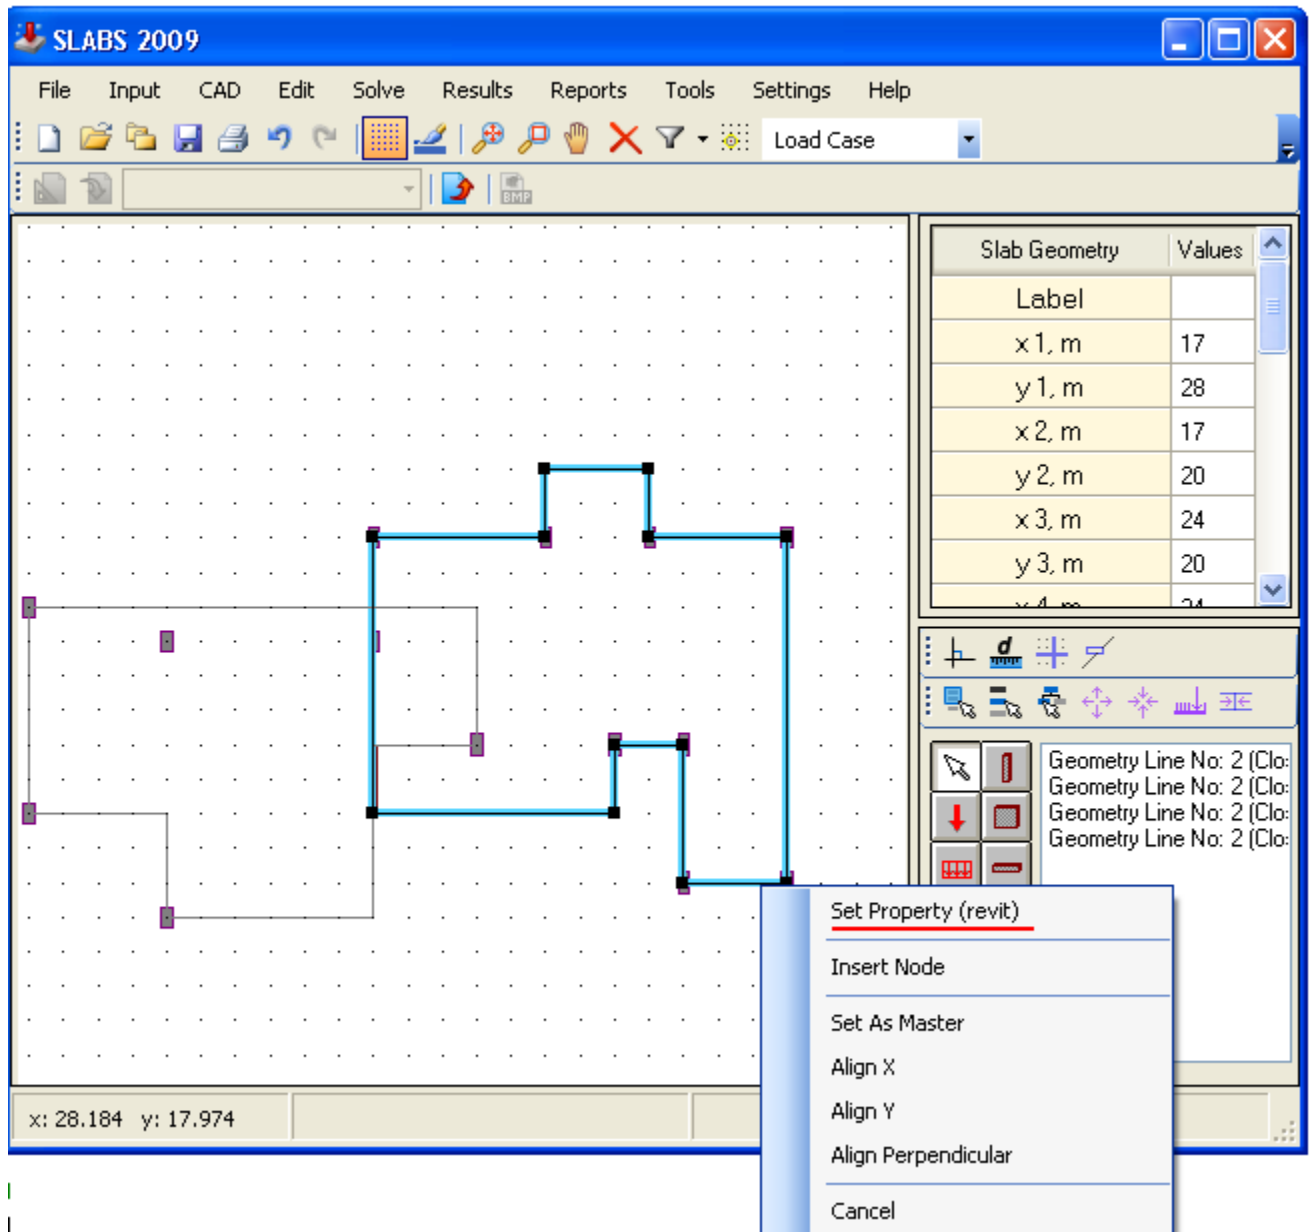 SLABS 2009
File Input CAD Edit Solve Results Reports Tools Settings Help
Load Case
BMP
Slab Geometry Values
Label
x 1, m 17
y 1, m 28
x 2, m 17
y 2, m 20
x 3, m 24
y 3, m 20
d
Geometry Line No: 2 (Clo:
Geometry Line No: 2 (Clo:
Geometry Line No: 2 (Clo:
Geometry Line No: 2 (Clo:
Set Property (revit)
Insert Node
Set As Master
Align X
Align Y
Align Perpendicular
Cancel
x: 28.184 y: 17.974